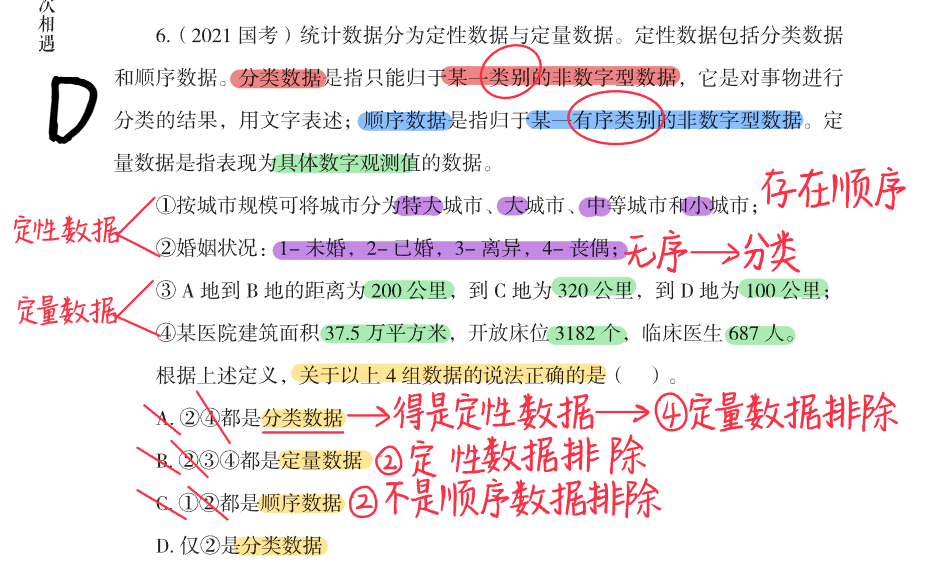 次相遇
D
6.（2021 国考）统计数据分为定性数据与定量数据。定性数据包括分类数据
和顺序数据。分类数据是指只能归于某一类别的非数字型数据，它是对事物进行
分类的结果，用文字表述；顺序数据是指归于某一有序类别的非数字型数据。定
量数据是指表现为具体数字观测值的数据。
①按城市规模可将城市分为特大城市、大城市、中等城市和小城市；
存在顺序
定性数据
②婚姻状况：1- 未婚，2- 已婚，3- 离异，4- 丧偶；
无序→分类
③ A 地到 B 地的距离为 200 公里，到 C 地为 320 公里，到 D 地为 100 公里；
定量数据
④某医院建筑面积 37.5 万平方米，开放床位 3182 个，临床医生 687 人。
根据上述定义，关于以上 4 组数据的说法正确的是（ ）。
A. ②④都是分类数据→得是定性数据→④定量数据排除
B. ②③④都是定量数据 ②定性数据排除
C. ①②都是顺序数据 ②不是顺序数据排除
D. 仅②是分类数据